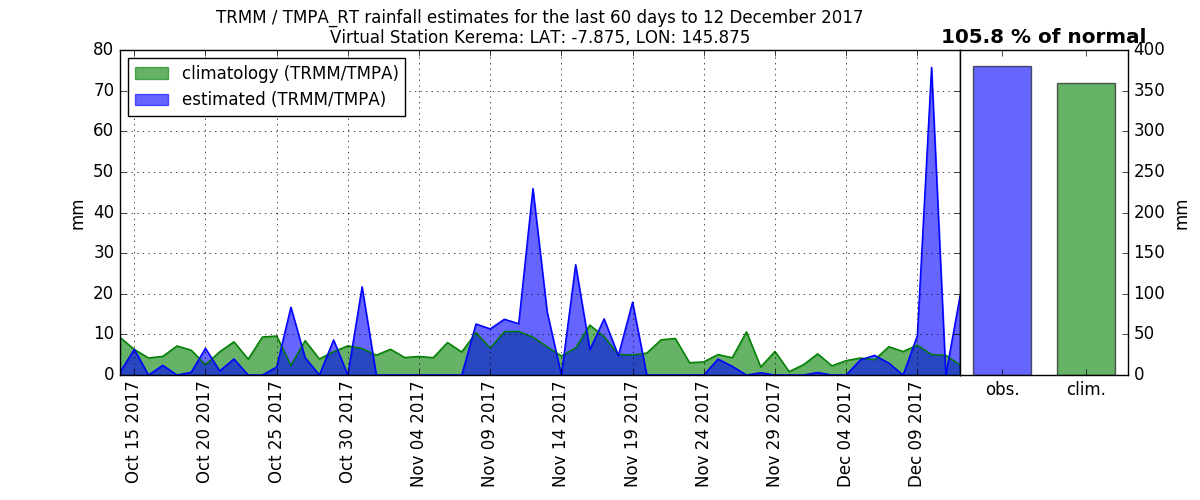 TRMM / TMPA_RT rainfall estimates for the last 60 days to 12 December 2017
Virtual Station Kerema: LAT: -7.875, LON: 145.875
105.8 % of normal
climatology (TRMM/TMPA)
estimated (TRMM/TMPA)
80
70
60
50
40
30
20
10
0
mm
Oct 15 2017
Oct 20 2017
Oct 25 2017
Oct 30 2017
Nov 04 2017
Nov 09 2017
Nov 14 2017
Nov 19 2017
Nov 24 2017
Nov 29 2017
Dec 04 2017
Dec 09 2017
obs.
clim.
400
350
300
250
200
150
100
50
0
mm